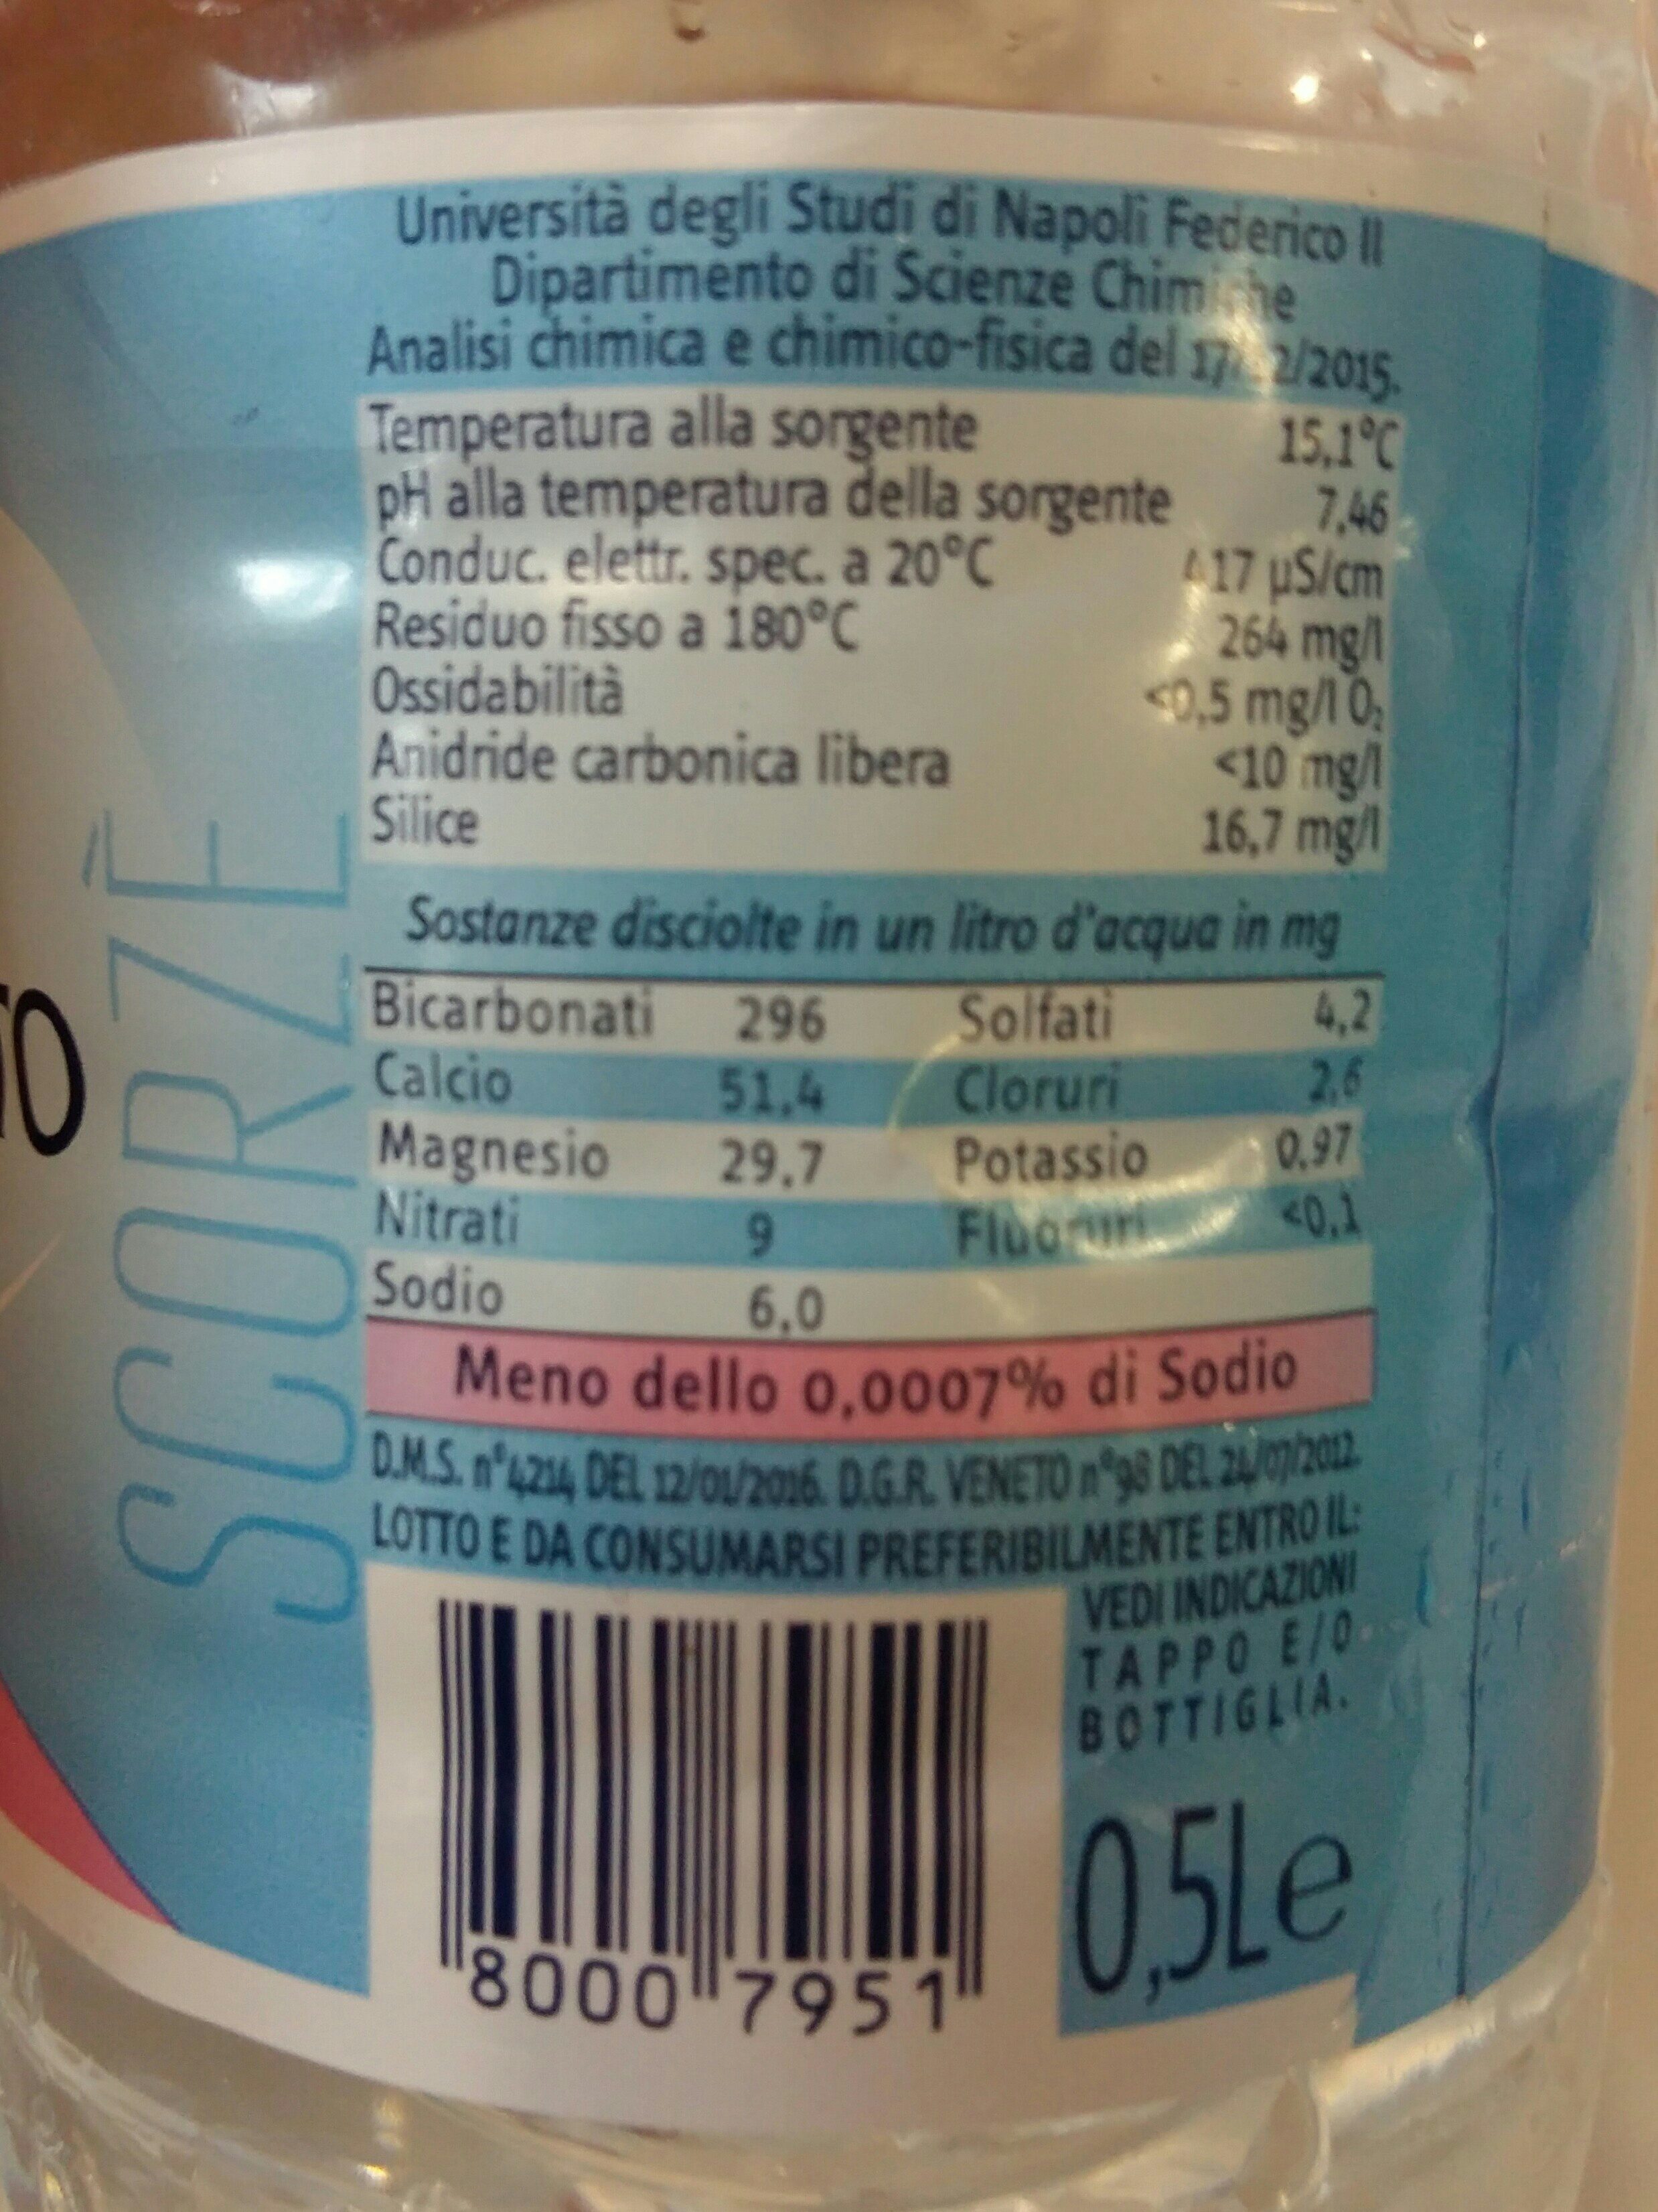 Università degli Studi di Napoli Federico II
Dipartimento di Scienze
Analisi chimica e chimico-fisica del
Temperatura alla sorgente 15,1°C
pH alla temperatura della sorgente 7,46
Conduc. elettr. spec. a 20°C 417 µS/cm
Residuo fisso a 180°C 264 mg/l
Ossidabilità <0,5 mg/l O₂
Anidride carbonica libera <10 mg/l
Silice 16,7 mg/l
Sostanze disciolte in un litro d'acqua in mg
Bicarbonati 296 Solfati 4,2
Calcio 51,4 Cloruri 2,6
Magnesio 29,7 Potassio 0,97
Nitrati 9 Fluoruri <0,1
Sodio 6,0
Meno dello 0,0007% di Sodio
D.M.S. n°4214 DEL 12/01/2016. D.G.R. VENETO n°98 DEL 24/07/2012.
LOTTO E DA CONSUMARSI PREFERIBILMENTE ENTRO IL:
VEDI INDICAZIONI
TAPPO E/O
BOTTIGLIA.
8000 7951
0,5L e
SCORZÈ